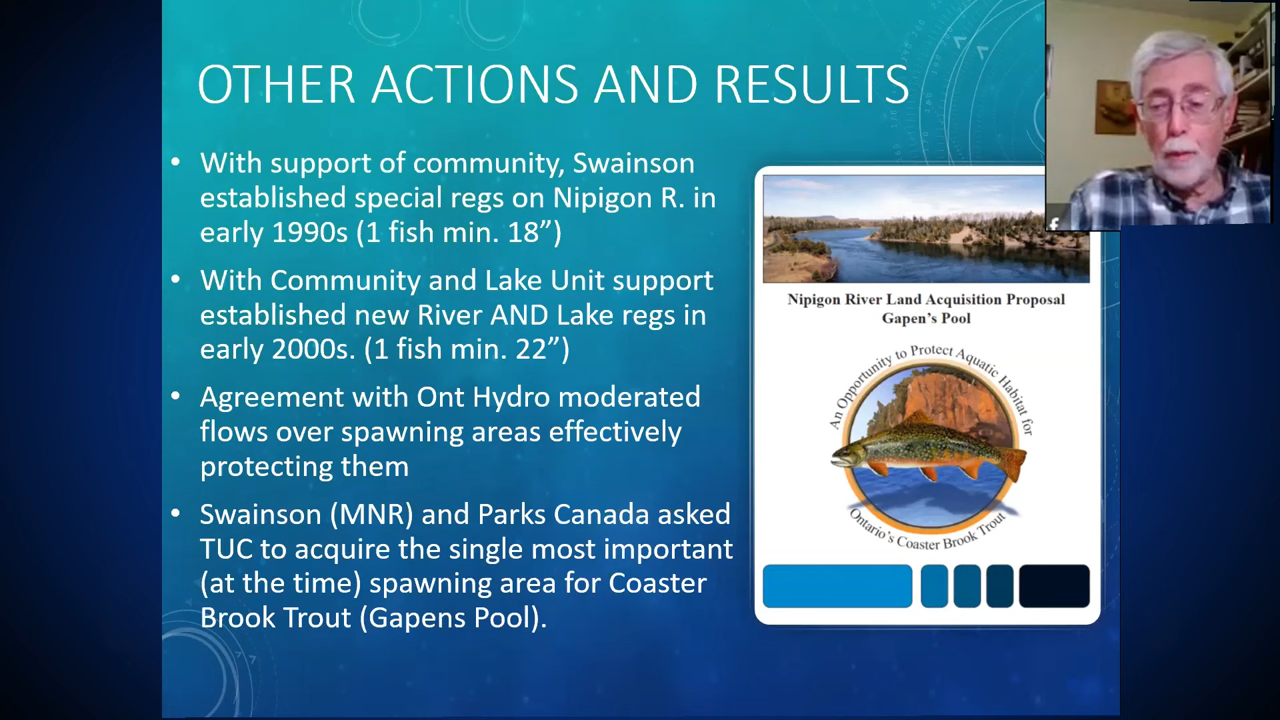 OTHER ACTIONS AND RESULTS
• With support of community, Swainson
established special regs on Nipigon R. in
early 1990s (1 fish min. 18”)
• With Community and Lake Unit support
established new River AND Lake regs in
early 2000s. (1 fish min. 22”)
• Agreement with Ont Hydro moderated
flows over spawning areas effectively
protecting them
• Swainson (MNR) and Parks Canada asked
TUC to acquire the single most important
(at the time) spawning area for Coaster
Brook Trout (Gapens Pool).
Nipigon River Land Acquisition Proposal
Gapen’s Pool
An Opportunity to Protect Aquatic Habitat for
Ontario’s Coaster Brook Trout